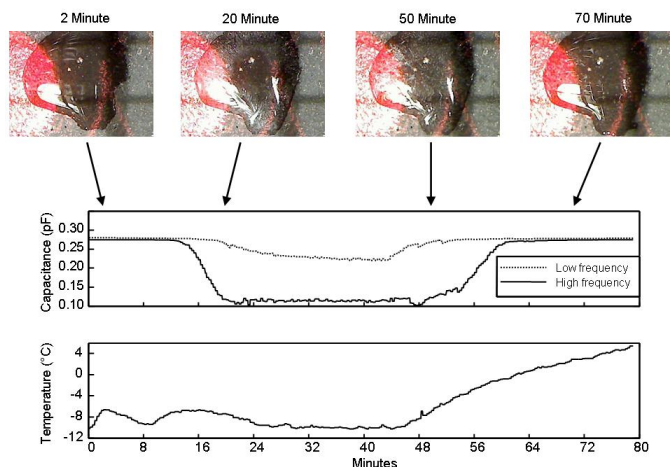 2 Minute
20 Minute
50 Minute
70 Minute
Capacitance (pF)
0.30
0.25
0.20
0.15
0.10
Low frequency
High frequency
Temperature (°C)
4
0
-4
-8
-12
0 8 16 24 32 40 48 56 64 72 80
Minutes